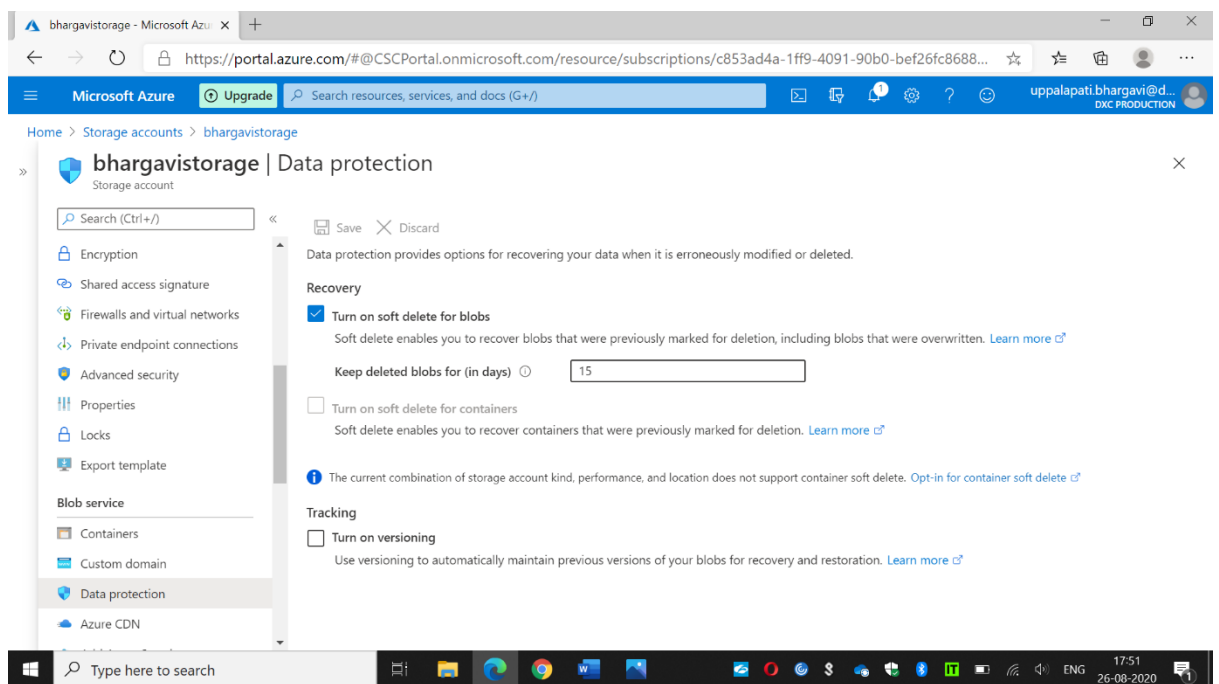 bhargavistorage - Microsoft Azu
https://portal.azure.com/#@CSCPortal.onmicrosoft.com/resource/subscriptions/c853ad4a-1ff9-4091-90b0-bef26fc8688...
Microsoft Azure
Upgrade
Search resources, services, and docs (G+/)
uppalapati.bhargavi@d...
DXC PRODUCTION
Home > Storage accounts > bhargavistorage
bhargavistorage | Data protection
Storage account
Search (Ctrl+/)
Encryption
Shared access signature
Firewalls and virtual networks
Private endpoint connections
Advanced security
Properties
Locks
Export template
Blob service
Containers
Custom domain
Data protection
Azure CDN
Save
Discard
Data protection provides options for recovering your data when it is erroneously modified or deleted.
Recovery
Turn on soft delete for blobs
Soft delete enables you to recover blobs that were previously marked for deletion, including blobs that were overwritten. Learn more
Keep deleted blobs for (in days)
15
Turn on soft delete for containers
Soft delete enables you to recover containers that were previously marked for deletion. Learn more
The current combination of storage account kind, performance, and location does not support container soft delete. Opt-in for container soft delete
Tracking
Turn on versioning
Use versioning to automatically maintain previous versions of your blobs for recovery and restoration. Learn more
Type here to search
ENG
17:51
26-08-2020